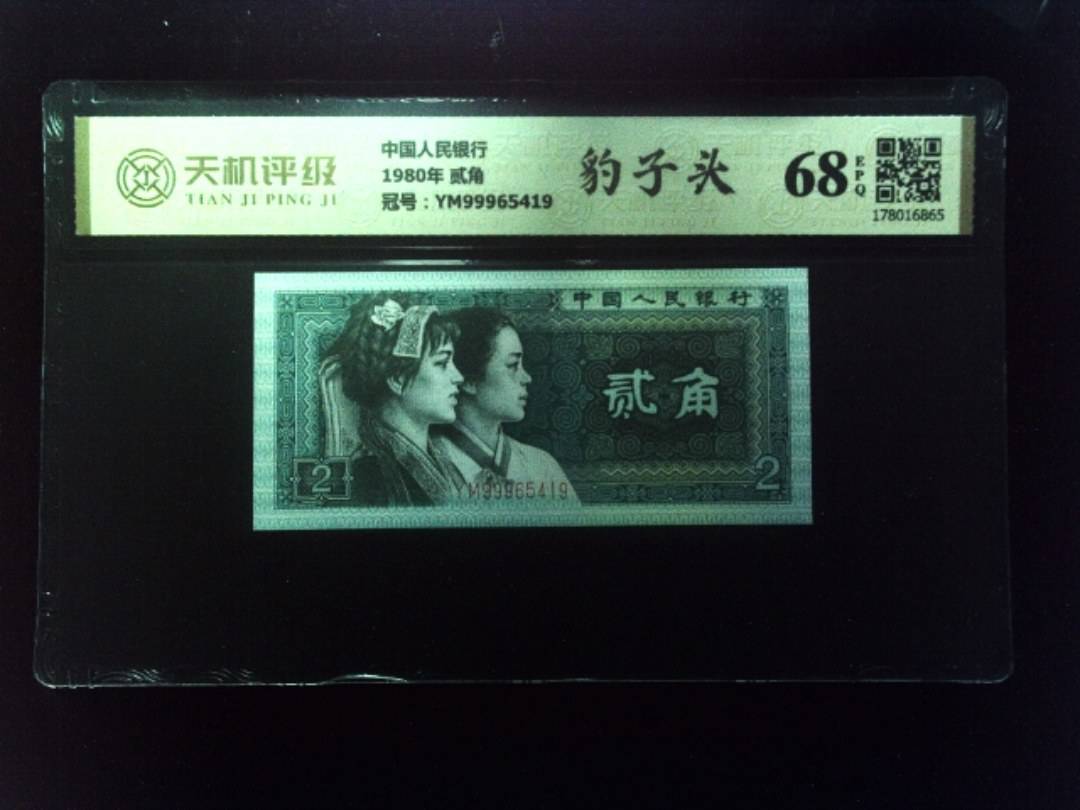 天机评级
TIAN JI PING JI
中国人民银行
1980年 贰角
冠号：YM99965419
豹子头
68
EPQ
178016865
中国人民银行
贰角
2
2
YM99965419